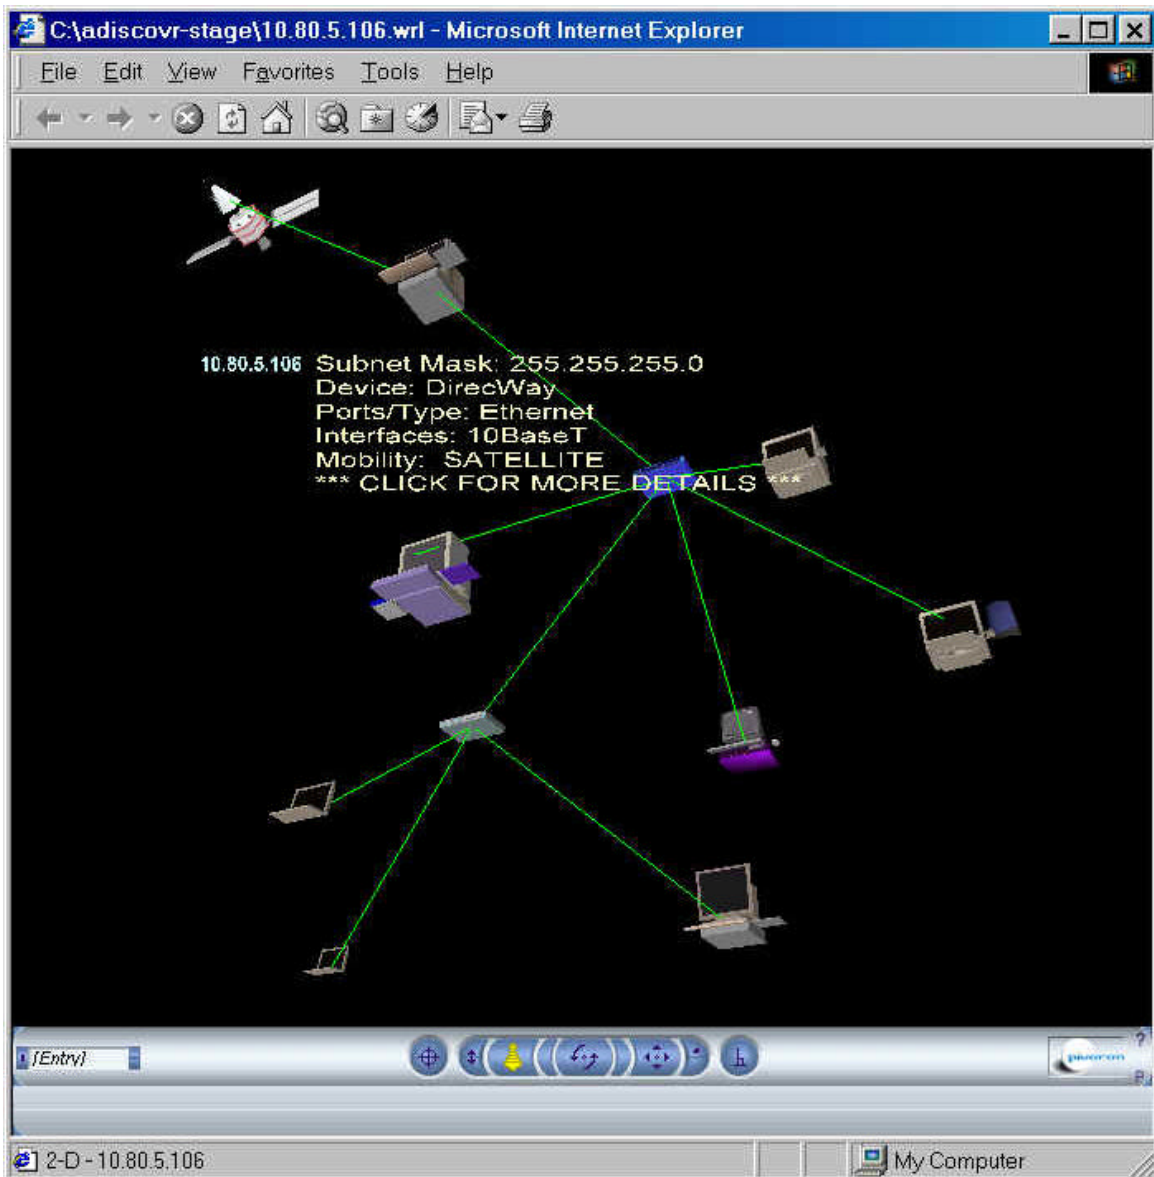 C:\adiscovr-stage\10.80.5.106.wrl - Microsoft Internet Explorer
File Edit View Favorites Tools Help
10.80.5.106 Subnet Mask: 255.255.255.0
Device: DirecWay
Ports/Type: Ethernet
Interfaces: 10BaseT
Mobility: SATELLITE
*** CLICK FOR MORE DETAILS ***
[Entry]
?
2-D - 10.80.5.106 My Computer